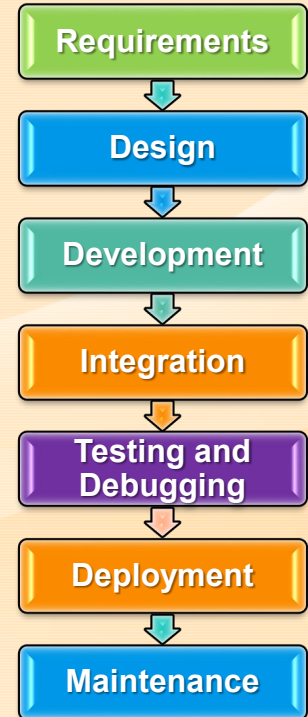 Requirements
Design
Development
Integration
Testing and
Debugging
Deployment
Maintenance